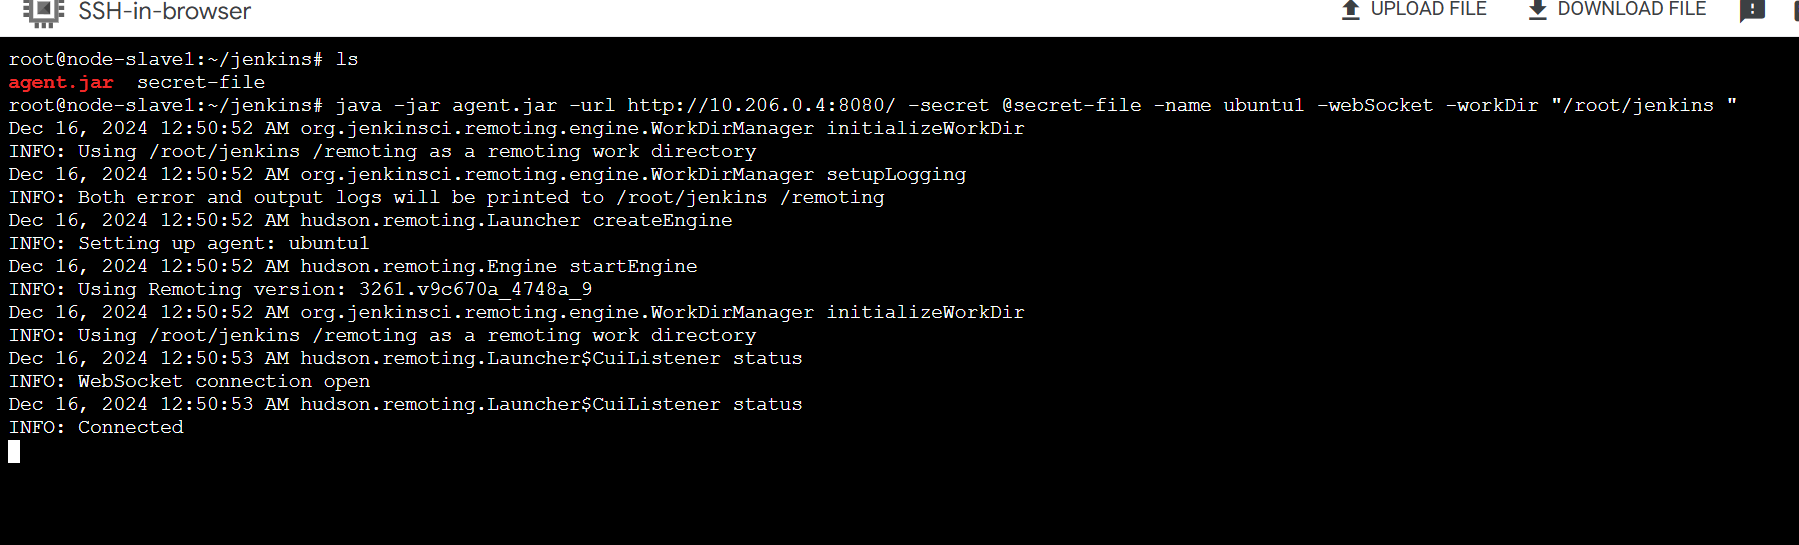 SSH-in-browser
UPLOAD FILE
DOWNLOAD FILE
root@node-slave1:~/jenkins# ls
agent.jar  secret-file
root@node-slave1:~/jenkins# java -jar agent.jar -url http://10.206.0.4:8080/ -secret @secret-file -name ubuntu1 -webSocket -workDir "/root/jenkins "
Dec 16, 2024 12:50:52 AM org.jenkinsci.remoting.engine.WorkDirManager initializeWorkDir
INFO: Using /root/jenkins /remoting as a remoting work directory
Dec 16, 2024 12:50:52 AM org.jenkinsci.remoting.engine.WorkDirManager setupLogging
INFO: Both error and output logs will be printed to /root/jenkins /remoting
Dec 16, 2024 12:50:52 AM hudson.remoting.Launcher createEngine
INFO: Setting up agent: ubuntu1
Dec 16, 2024 12:50:52 AM hudson.remoting.Engine startEngine
INFO: Using Remoting version: 3261.v9c670a_4748a_9
Dec 16, 2024 12:50:52 AM org.jenkinsci.remoting.engine.WorkDirManager initializeWorkDir
INFO: Using /root/jenkins /remoting as a remoting work directory
Dec 16, 2024 12:50:53 AM hudson.remoting.Launcher$CuiListener status
INFO: WebSocket connection open
Dec 16, 2024 12:50:53 AM hudson.remoting.Launcher$CuiListener status
INFO: Connected